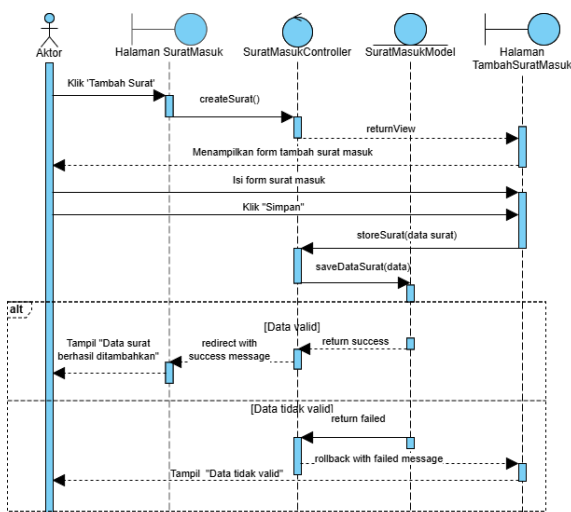 Aktor
Halaman SuratMasuk
SuratMasukController
SuratMasukModel
Halaman
TambahSuratMasuk
Klik 'Tambah Surat'
createSurat()
returnView
Menampilkan form tambah surat masuk
Isi form surat masuk
Klik "Simpan"
storeSurat(data surat)
saveDataSurat(data)
alt
[Data valid]
Tampil "Data surat
berhasil ditambahkan"
redirect with
success message
return success
[Data tidak valid]
return failed
rollback with failed message
Tampil "Data tidak valid"